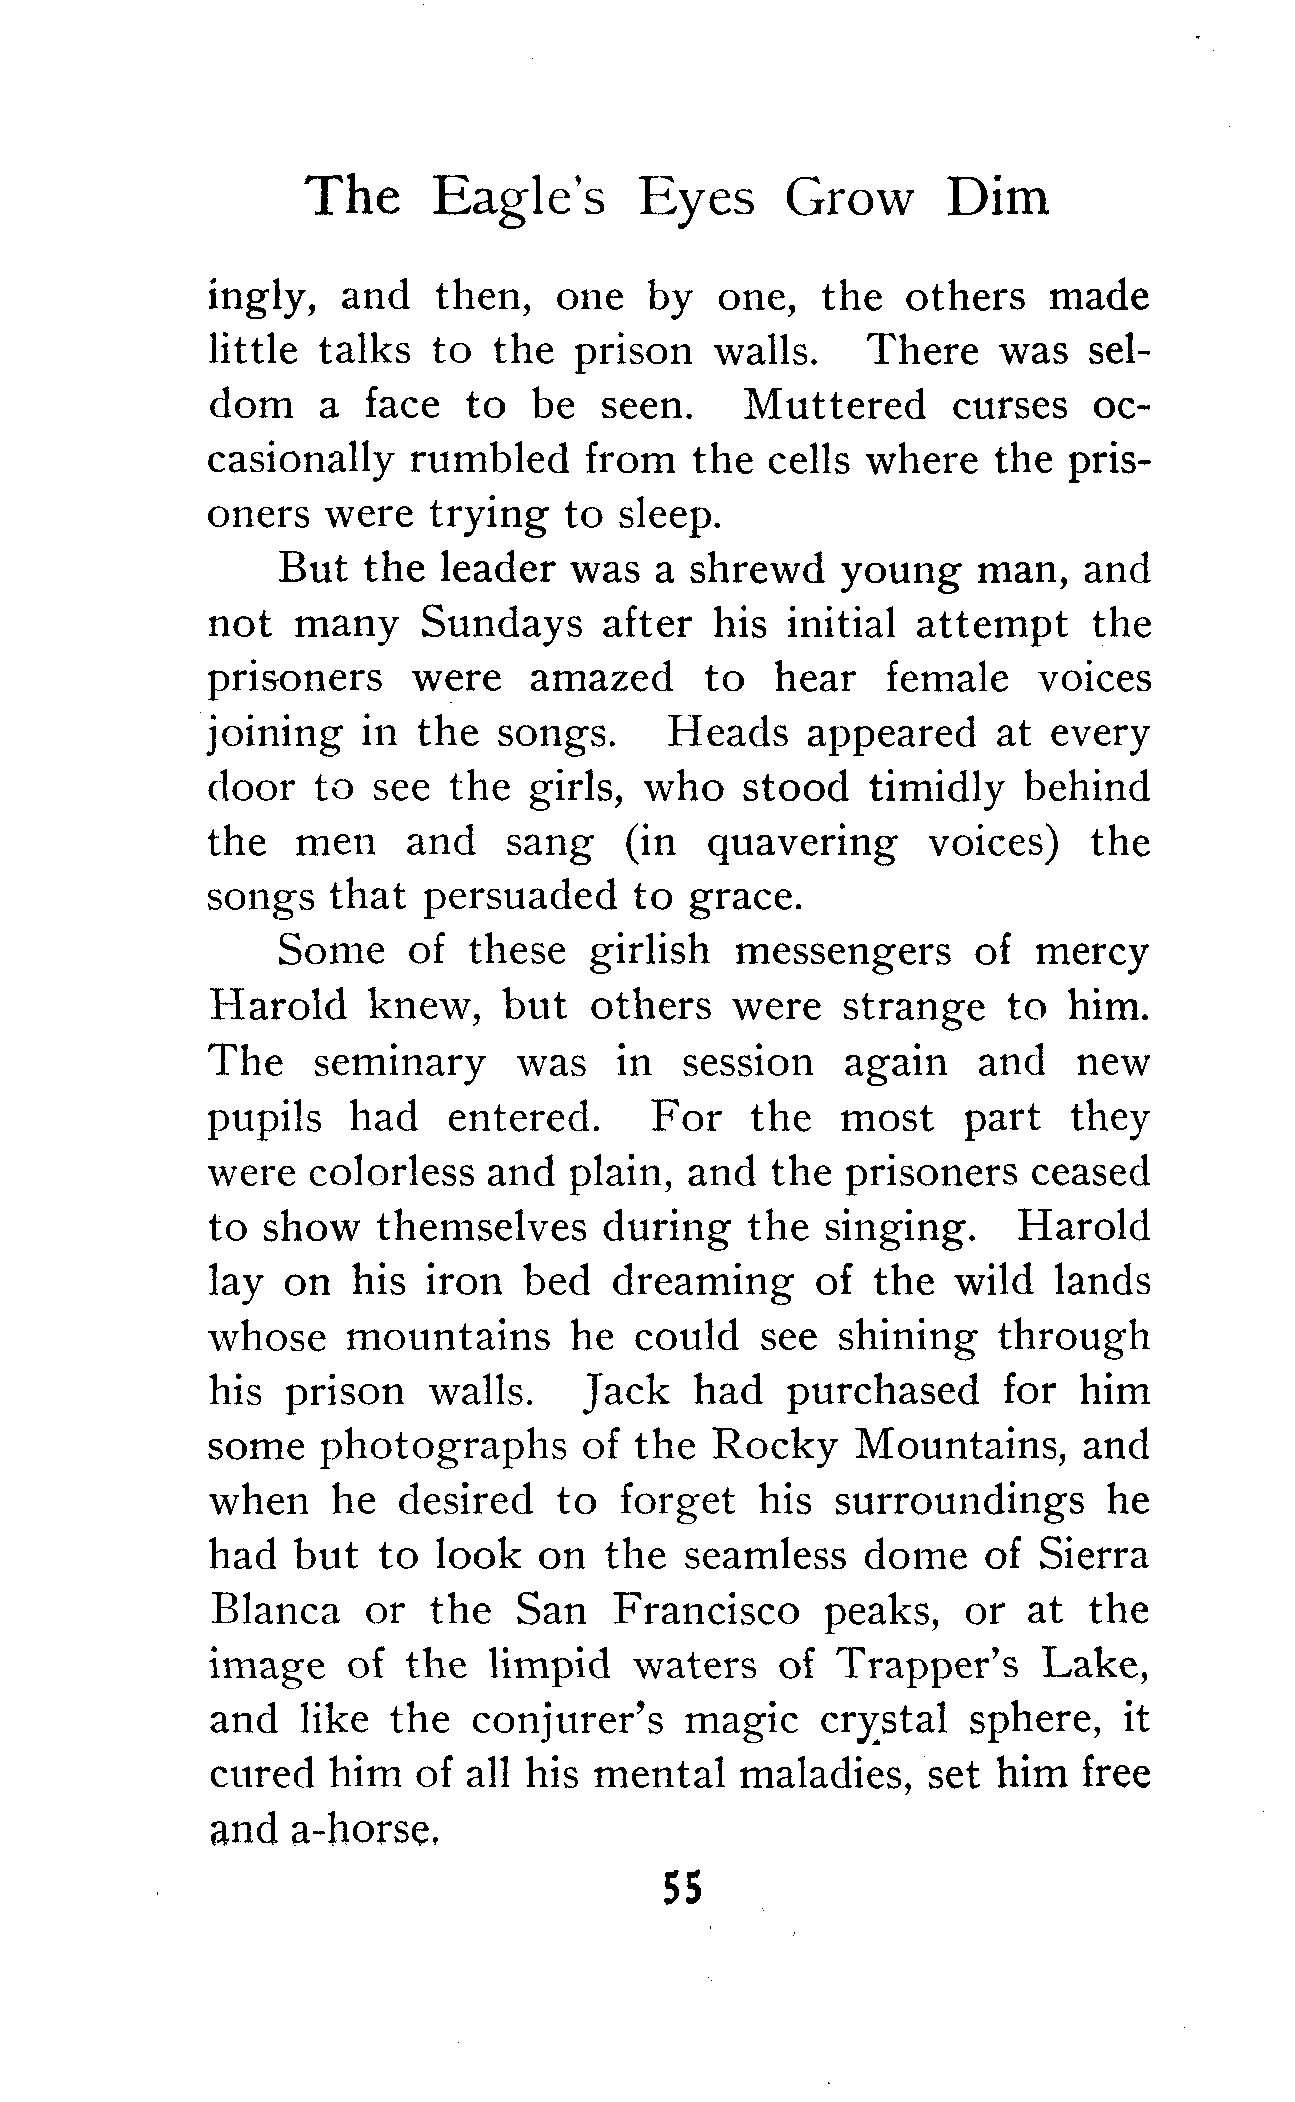 The Eagle's Eyes Grow Dim
ingly, and then, one by one, the others made
little talks to the prison walls. There was sel-
dom a face to be seen. Muttered curses oc-
casionally rumbled from the cells where the pris-
oners were trying to sleep.
But the leader was a shrewd young man, and
not many Sundays after his initial attempt the
prisoners were amazed to hear female voices
joining in the songs. Heads appeared at every
door to see the girls, who stood timidly behind
the men and sang (in quavering voices) the
songs that persuaded to grace.
Some of these girlish messengers of mercy
Harold knew, but others were strange to him.
The seminary was in session again and new
pupils had entered. For the most part they
were colorless and plain, and the prisoners ceased
to show themselves during the singing. Harold
lay on his iron bed dreaming of the wild lands
whose mountains he could see shining through
his prison walls. Jack had purchased for him
some photographs of the Rocky Mountains, and
when he desired to forget his surroundings he
had but to look on the seamless dome of Sierra
Blanca or the San Francisco peaks, or at the
image of the limpid waters of Trapper's Lake,
and like the conjurer's magic crystal sphere, it
cured him of all his mental maladies, set him free
and a-horse.
55